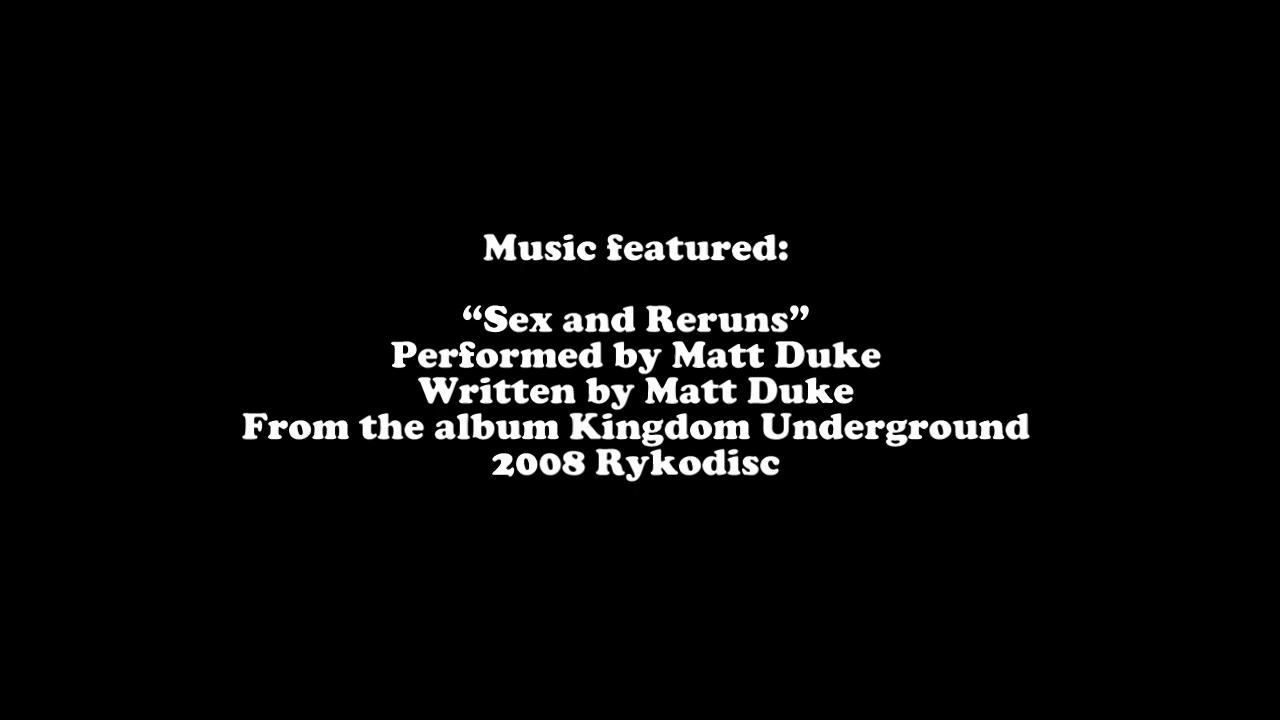 Music featured:
“Sex and Reruns”
Performed by Matt Duke
Written by Matt Duke
From the album Kingdom Underground
2008 Rykodisc